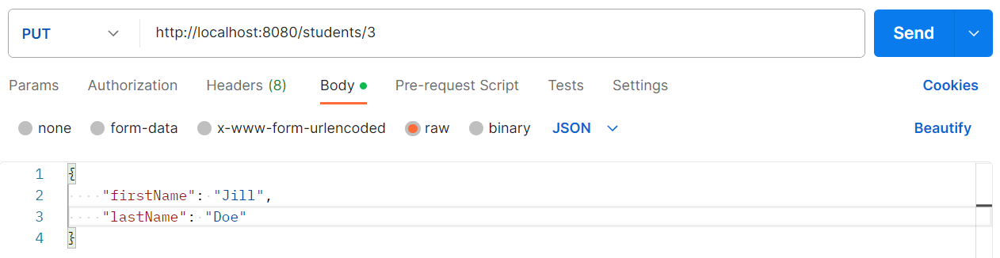 PUT http://localhost:8080/students/3 Send
Params Authorization Headers (8) Body Pre-request Script Tests Settings Cookies
none form-data x-www-form-urlencoded raw binary JSON Beautify
1 {
2 "firstName": "Jill",
3 "lastName": "Doe"
4 }